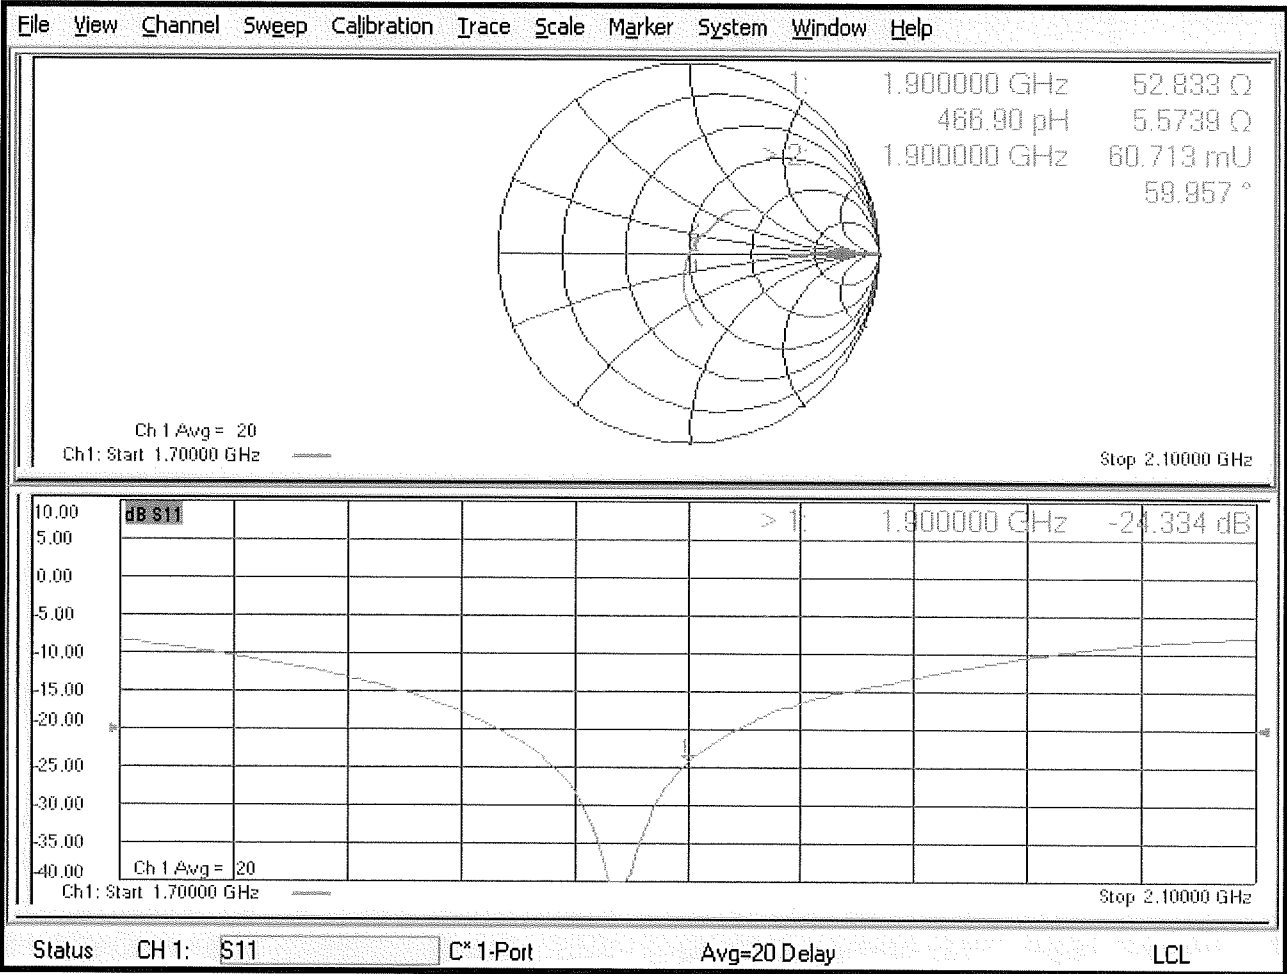 File View Channel Sweep Calibration Trace Scale Marker System Window Help
1: 1.900000 GHz 52.833 Ω
466.90 pH 5.5739 Ω
> 2: 1.900000 GHz 60.713 mU
59.957 °
Ch 1 Avg = 20
Ch1: Start 1.70000 GHz
Stop 2.10000 GHz
10.00
dB S11
> 1: 1.900000 GHz -24.334 dB
5.00
0.00
-5.00
-10.00
-15.00
-20.00
-25.00
-30.00
-35.00
-40.00
Ch 1 Avg = 20
Ch1: Start 1.70000 GHz
Stop 2.10000 GHz
Status CH 1: S11 C* 1-Port Avg=20 Delay LCL